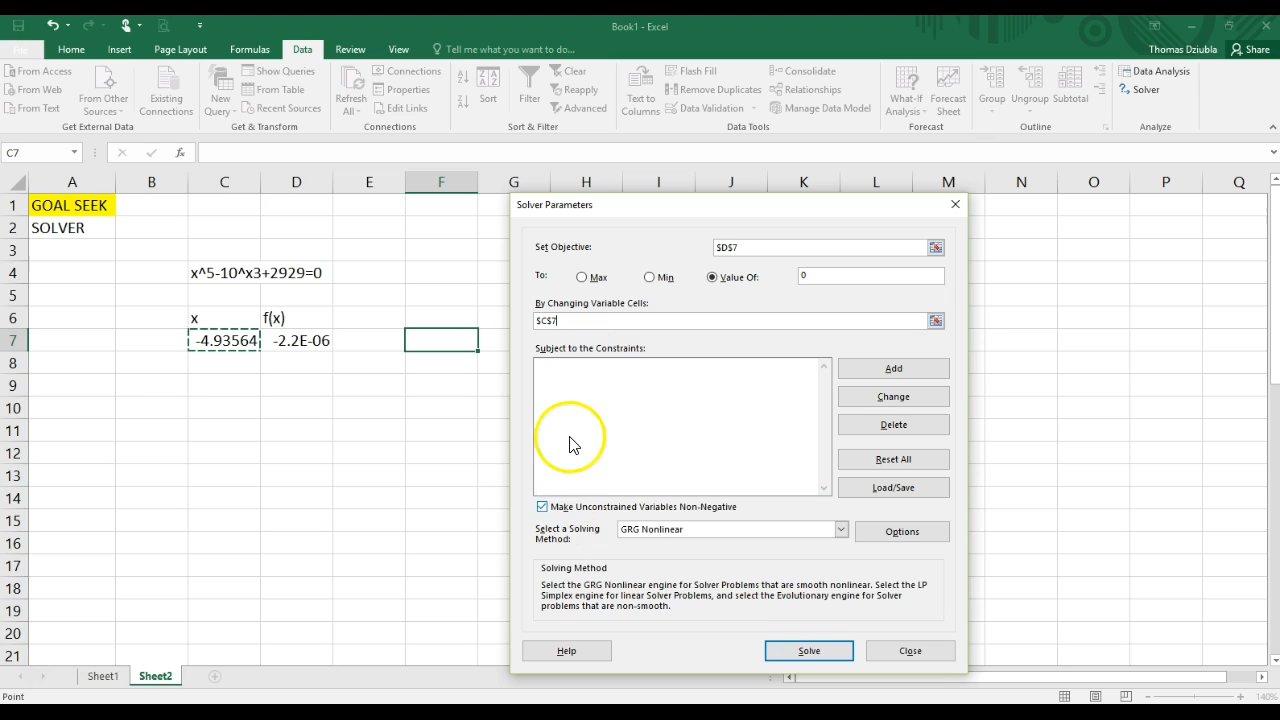 Book1 - Excel
File Home Insert Page Layout Formulas Data Review View Tell me what you want to do... Thomas Dziubla Share
From Access
From Web
From Text
From Other Sources
Existing Connections
Get External Data
New Query
Show Queries
From Table
Recent Sources
Get & Transform
Refresh All
Connections
Properties
Edit Links
Connections
Sort
Filter
Clear
Reapply
Advanced
Sort & Filter
Text to Columns
Flash Fill
Remove Duplicates
Data Validation
Consolidate
Relationships
Manage Data Model
Data Tools
What-If Analysis
Forecast Sheet
Forecast
Group
Ungroup
Subtotal
Outline
Data Analysis
Solver
Analyze
C7 fx
A B C D E F G H I J K L M N O P Q
1 GOAL SEEK
2 SOLVER
3
4 x^5-10^x3+2929=0
5
6 x f(x)
7 -4.93564 -2.2E-06
8
9
10
11
12
13
14
15
16
17
18
19
20
21
Solver Parameters
Set Objective: $D$7
To: Max Min Value Of: 0
By Changing Variable Cells:
$C$7
Subject to the Constraints:
Add
Change
Delete
Reset All
Load/Save
Make Unconstrained Variables Non-Negative
Select a Solving Method: GRG Nonlinear Options
Solving Method
Select the GRG Nonlinear engine for Solver Problems that are smooth nonlinear. Select the LP
Simplex engine for linear Solver Problems, and select the Evolutionary engine for Solver
problems that are non-smooth.
Help Solve Close
Sheet1 Sheet2
Point 140%